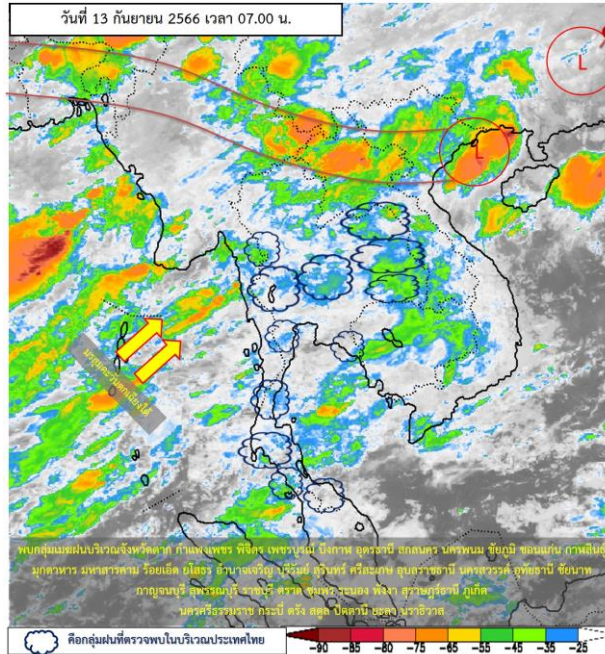 วันที่ 13 กันยายน 2566 เวลา 07.00 น.
L
L
มรสุมตะวันตกเฉียงใต้
พบกลุ่มเมฆฝนบริเวณจังหวัดตาก กำแพงเพชร พิจิตร เพชรบูรณ์ บึงกาฬ อุดรธานี สกลนคร นครพนม ชัยภูมิ ขอนแก่น กาฬสินธุ์
มุกดาหาร มหาสารคาม ร้อยเอ็ด ยโสธร อำนาจเจริญ บุรีรัมย์ สุรินทร์ ศรีสะเกษ อุบลราชธานี นครสวรรค์ อุทัยธานี ชัยนาท
กาญจนบุรี สุพรรณบุรี ราชบุรี ตราด ชุมพร ระนอง พังงา สุราษฎร์ธานี ภูเก็ต
นครศรีธรรมราช กระบี่ ตรัง สตูล ปัตตานี ยะลา นราธิวาส
คือกลุ่มฝนที่ตรวจพบในบริเวณประเทศไทย
-90 -85 -75 -65 -55 -45 -35 -25